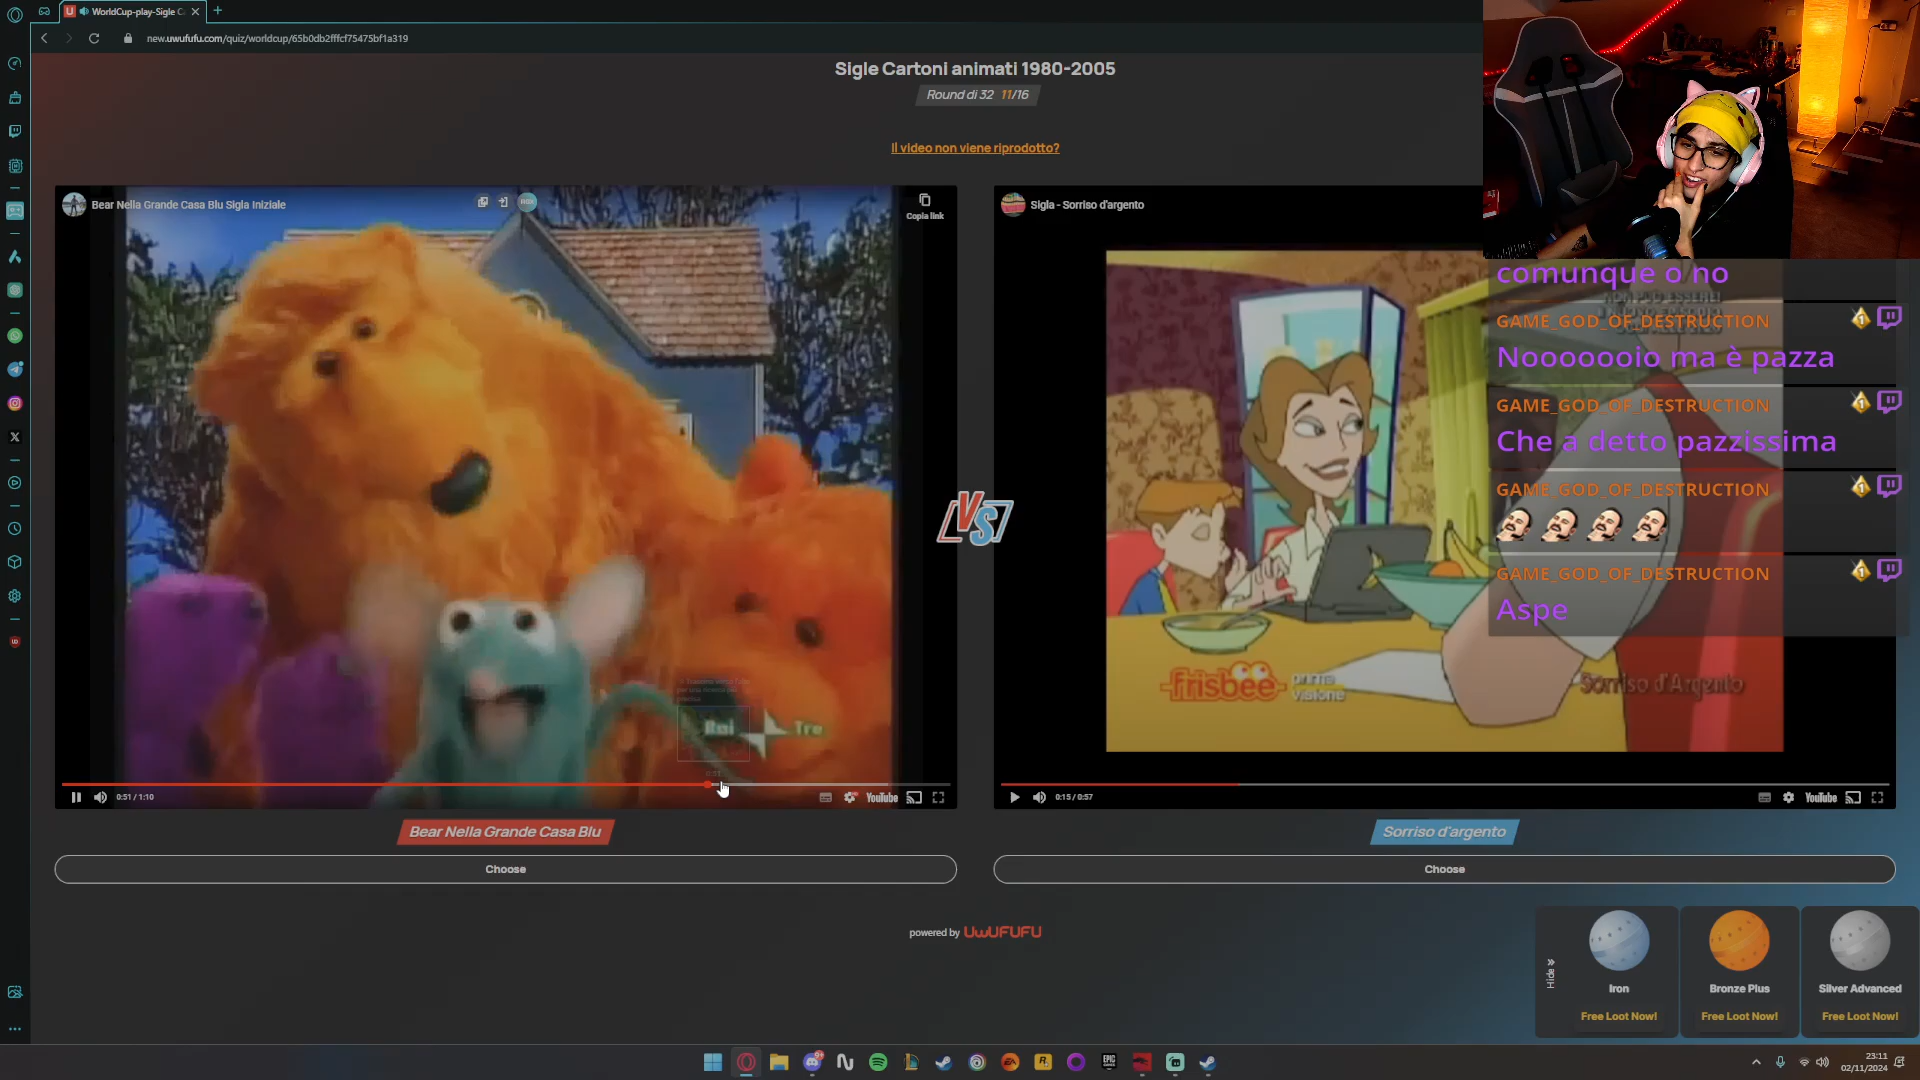 WorldCup-play-Sigle C
new.uwufufu.com/quiz/worldcup/65b0db2fffcf75475bf1a319
Sigle Cartoni animati 1980-2005
Round di 32 11/16
Il video non viene riprodotto?
Bear Nella Grande Casa Blu Sigla Iniziale
Copia link
Rai Tre
0:51 / 1:10
YouTube
VS
Sigla - Sorriso d'argento
frisbee
prima
visione
Sorriso d'Argento
0:15 / 0:57
YouTube
comunque o no
GAME_GOD_OF_DESTRUCTION
Nooooooio ma è pazza
GAME_GOD_OF_DESTRUCTION
Che a detto pazzissima
GAME_GOD_OF_DESTRUCTION
GAME_GOD_OF_DESTRUCTION
Aspe
Bear Nella Grande Casa Blu
Sorriso d'argento
Choose
Choose
powered by UwUFUFU
Hide
Iron
Free Loot Now!
Bronze Plus
Free Loot Now!
Silver Advanced
Free Loot Now!
23:11
02/11/2024